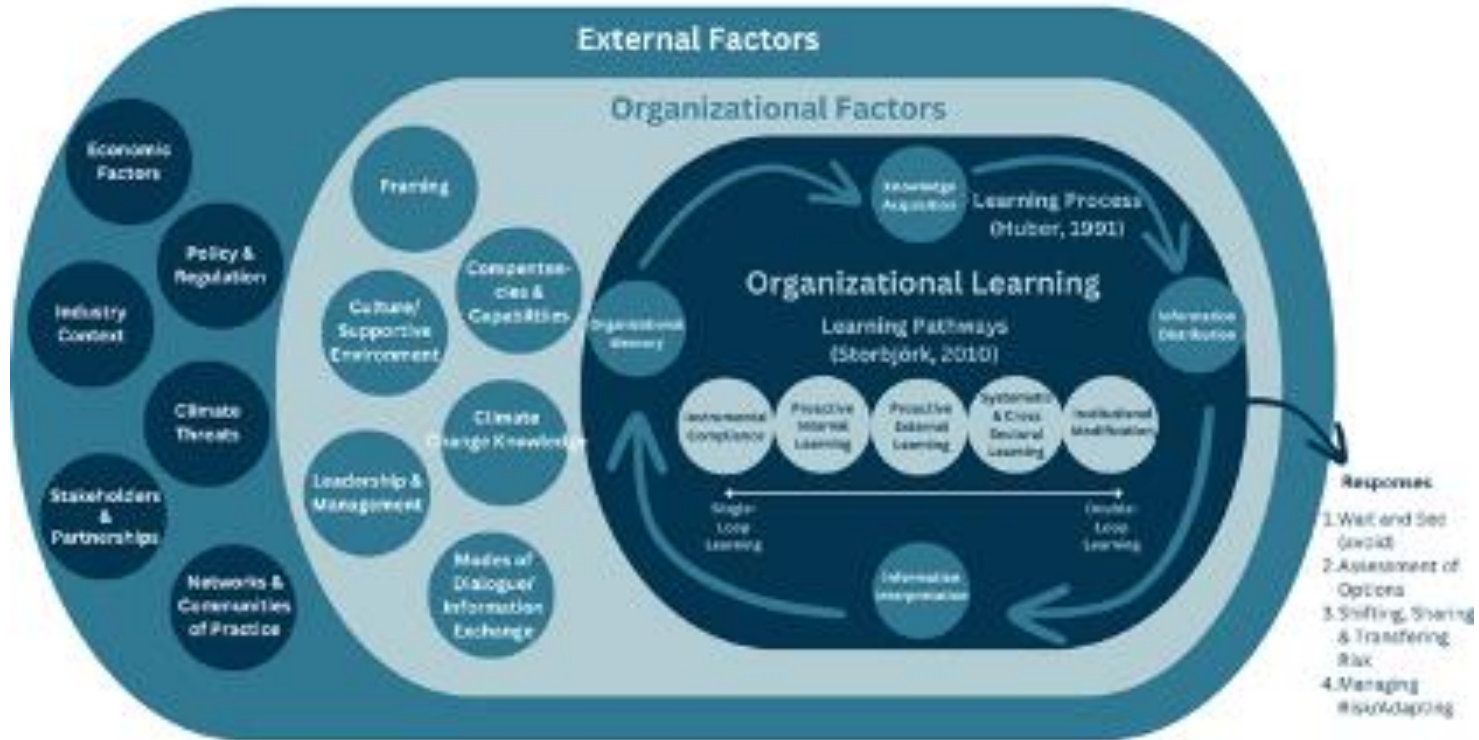 External Factors
Organizational Factors
Economic
Factors
Policy &
Regulation
Industry
Context
Climate
Threats
Stakeholders
&
Partnerships
Networks &
Communities
of Practice
Framing
Competen-
cies &
Capabilities
Culture/
Supportive
Environment
Climate
Change Knowledge
Leadership &
Management
Modes of
Dialogue/
Information
Exchange
Knowledge
Acquisition
Learning Process
(Huber, 1991)
Organizational Learning
Learning Pathways
(Storbjörk, 2010)
Organizational
Memory
Information
Distribution
Instrumental
Compliance
Proactive
Internal
Learning
Proactive
External
Learning
Systematic
& Cross
Sectoral
Learning
Institutional
Modification
Single-
Loop
Learning
Double-
Loop
Learning
Information
Interpretation
Responses
1.Wait and See
(avoid)
2.Assessment of
Options
3.Shifting, Sharing
& Transfering
Risk
4.Managing
Risk/Adapting